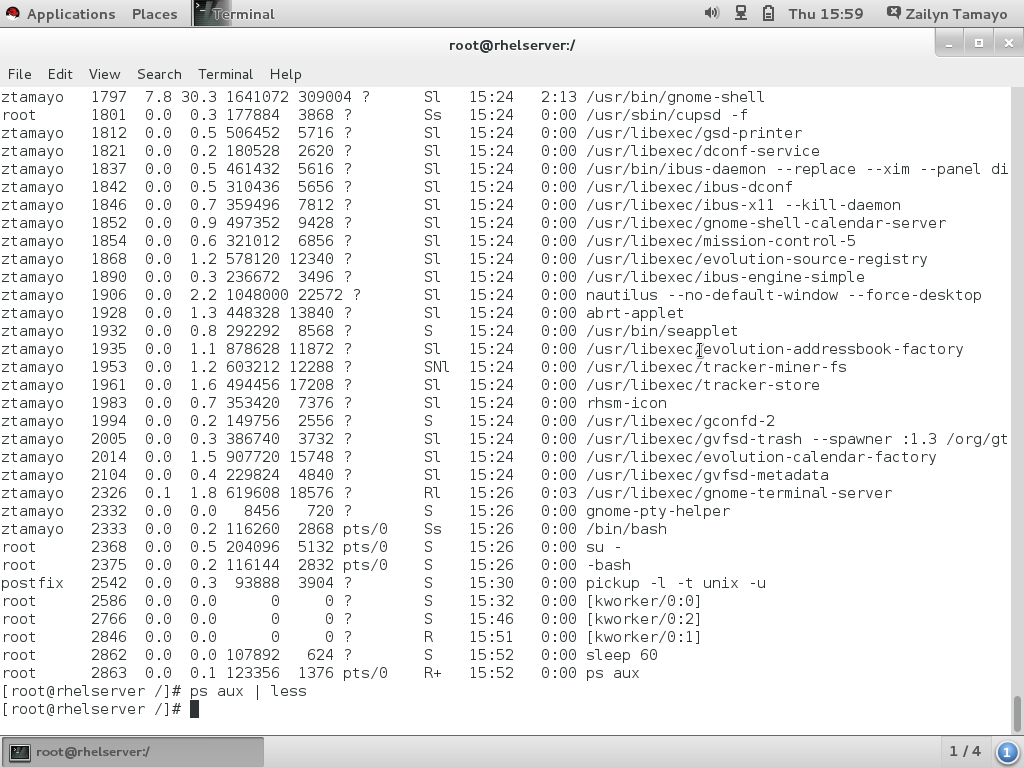 Applications Places Terminal Thu 15:59 Zailyn Tamayo
root@rhelserver:/
File Edit View Search Terminal Help
ztamayo 1797 7.8 30.3 1641072 309004 ? Sl 15:24 2:13 /usr/bin/gnome-shell
root 1801 0.0 0.3 177884 3868 ? Ss 15:24 0:00 /usr/sbin/cupsd -f
ztamayo 1812 0.0 0.5 506452 5716 ? Sl 15:24 0:00 /usr/libexec/gsd-printer
ztamayo 1821 0.0 0.2 180528 2620 ? Sl 15:24 0:00 /usr/libexec/dconf-service
ztamayo 1837 0.0 0.5 461432 5616 ? Sl 15:24 0:00 /usr/bin/ibus-daemon --replace --xim --panel di
ztamayo 1842 0.0 0.5 310436 5656 ? Sl 15:24 0:00 /usr/libexec/ibus-dconf
ztamayo 1846 0.0 0.7 359496 7812 ? Sl 15:24 0:00 /usr/libexec/ibus-x11 --kill-daemon
ztamayo 1852 0.0 0.9 497352 9428 ? Sl 15:24 0:00 /usr/libexec/gnome-shell-calendar-server
ztamayo 1854 0.0 0.6 321012 6856 ? Sl 15:24 0:00 /usr/libexec/mission-control-5
ztamayo 1868 0.0 1.2 578120 12340 ? Sl 15:24 0:00 /usr/libexec/evolution-source-registry
ztamayo 1890 0.0 0.3 236672 3496 ? Sl 15:24 0:00 /usr/libexec/ibus-engine-simple
ztamayo 1906 0.0 2.2 1048000 22572 ? Sl 15:24 0:00 nautilus --no-default-window --force-desktop
ztamayo 1928 0.0 1.3 448328 13840 ? Sl 15:24 0:00 abrt-applet
ztamayo 1932 0.0 0.8 292292 8568 ? S 15:24 0:00 /usr/bin/seapplet
ztamayo 1935 0.0 1.1 878628 11872 ? Sl 15:24 0:00 /usr/libexec/evolution-addressbook-factory
ztamayo 1953 0.0 1.2 603212 12288 ? SNl 15:24 0:00 /usr/libexec/tracker-miner-fs
ztamayo 1961 0.0 1.6 494456 17208 ? Sl 15:24 0:00 /usr/libexec/tracker-store
ztamayo 1983 0.0 0.7 353420 7376 ? Sl 15:24 0:00 rhsm-icon
ztamayo 1994 0.0 0.2 149756 2556 ? S 15:24 0:00 /usr/libexec/gconfd-2
ztamayo 2005 0.0 0.3 386740 3732 ? Sl 15:24 0:00 /usr/libexec/gvfsd-trash --spawner :1.3 /org/gt
ztamayo 2014 0.0 1.5 907720 15748 ? Sl 15:24 0:00 /usr/libexec/evolution-calendar-factory
ztamayo 2104 0.0 0.4 229824 4840 ? Sl 15:24 0:00 /usr/libexec/gvfsd-metadata
ztamayo 2326 0.1 1.8 619608 18576 ? Rl 15:26 0:03 /usr/libexec/gnome-terminal-server
ztamayo 2332 0.0 0.0 8456 720 ? S 15:26 0:00 gnome-pty-helper
ztamayo 2333 0.0 0.2 116260 2868 pts/0 Ss 15:26 0:00 /bin/bash
root 2368 0.0 0.5 204096 5132 pts/0 S 15:26 0:00 su -
root 2375 0.0 0.2 116144 2832 pts/0 S 15:26 0:00 -bash
postfix 2542 0.0 0.3 93888 3904 ? S 15:30 0:00 pickup -l -t unix -u
root 2586 0.0 0.0 0 0 ? S 15:32 0:00 [kworker/0:0]
root 2766 0.0 0.0 0 0 ? S 15:46 0:00 [kworker/0:2]
root 2846 0.0 0.0 0 0 ? R 15:51 0:00 [kworker/0:1]
root 2862 0.0 0.0 107892 624 ? S 15:52 0:00 sleep 60
root 2863 0.0 0.1 123356 1376 pts/0 R+ 15:52 0:00 ps aux
[root@rhelserver /]# ps aux | less
[root@rhelserver /]#
root@rhelserver:/ 1 / 4 1